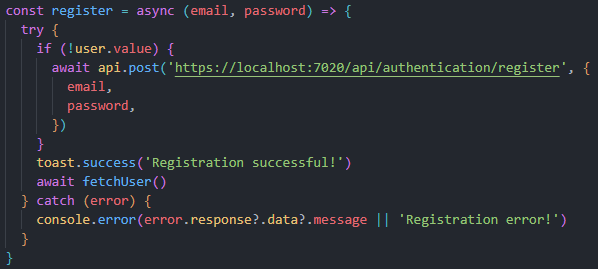 const register = async (email, password) => {
  try {
    if (!user.value) {
      await api.post('https://localhost:7020/api/authentication/register', {
        email,
        password,
      })
    }
    toast.success('Registration successful!')
    await fetchUser()
  } catch (error) {
    console.error(error.response?.data?.message || 'Registration error!')
  }
}